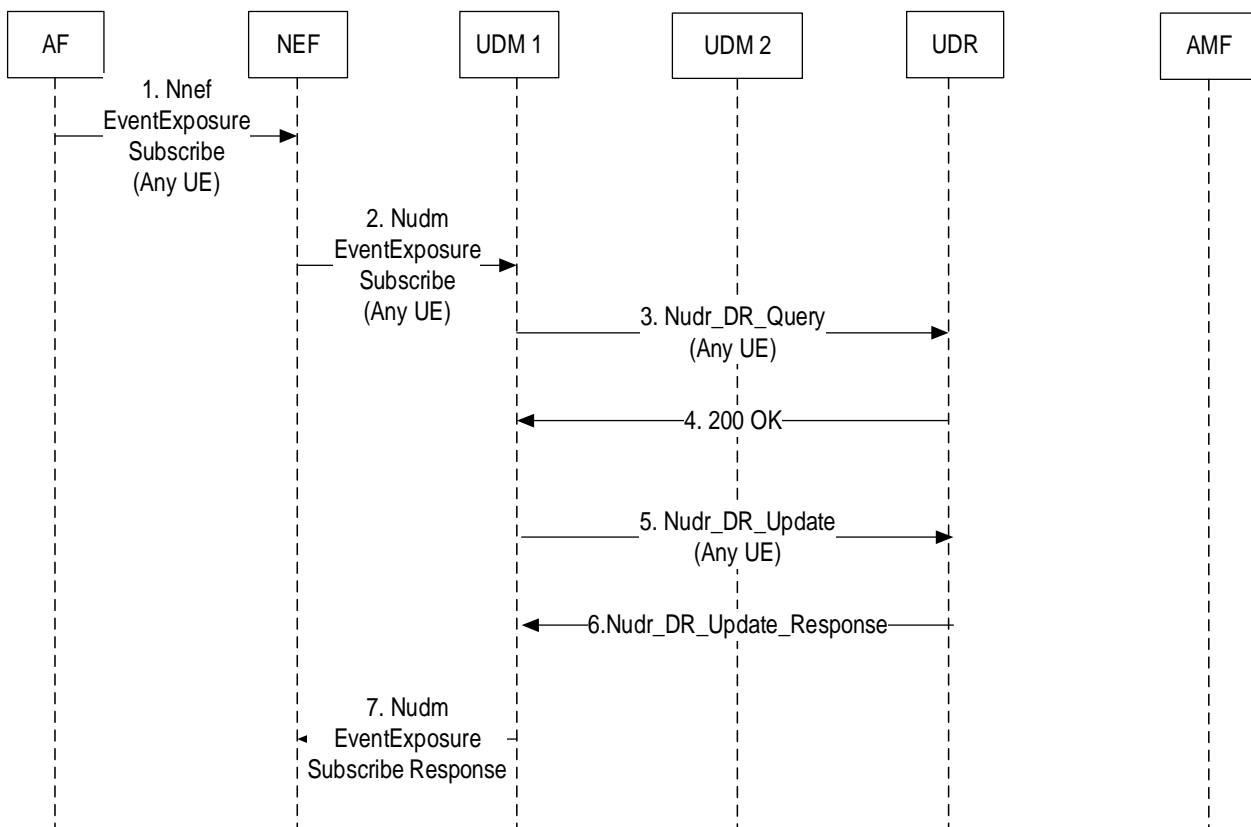 AF
NEF
UDM 1
UDM 2
UDR
AMF
1. Nnef
EventExposure
Subscribe
(Any UE)
2. Nudm
EventExposure
Subscribe
(Any UE)
3. Nudr_DR_Query
(Any UE)
4. 200 OK
5. Nudr_DR_Update
(Any UE)
6.Nudr_DR_Update_Response
7. Nudm
EventExposure
Subscribe Response